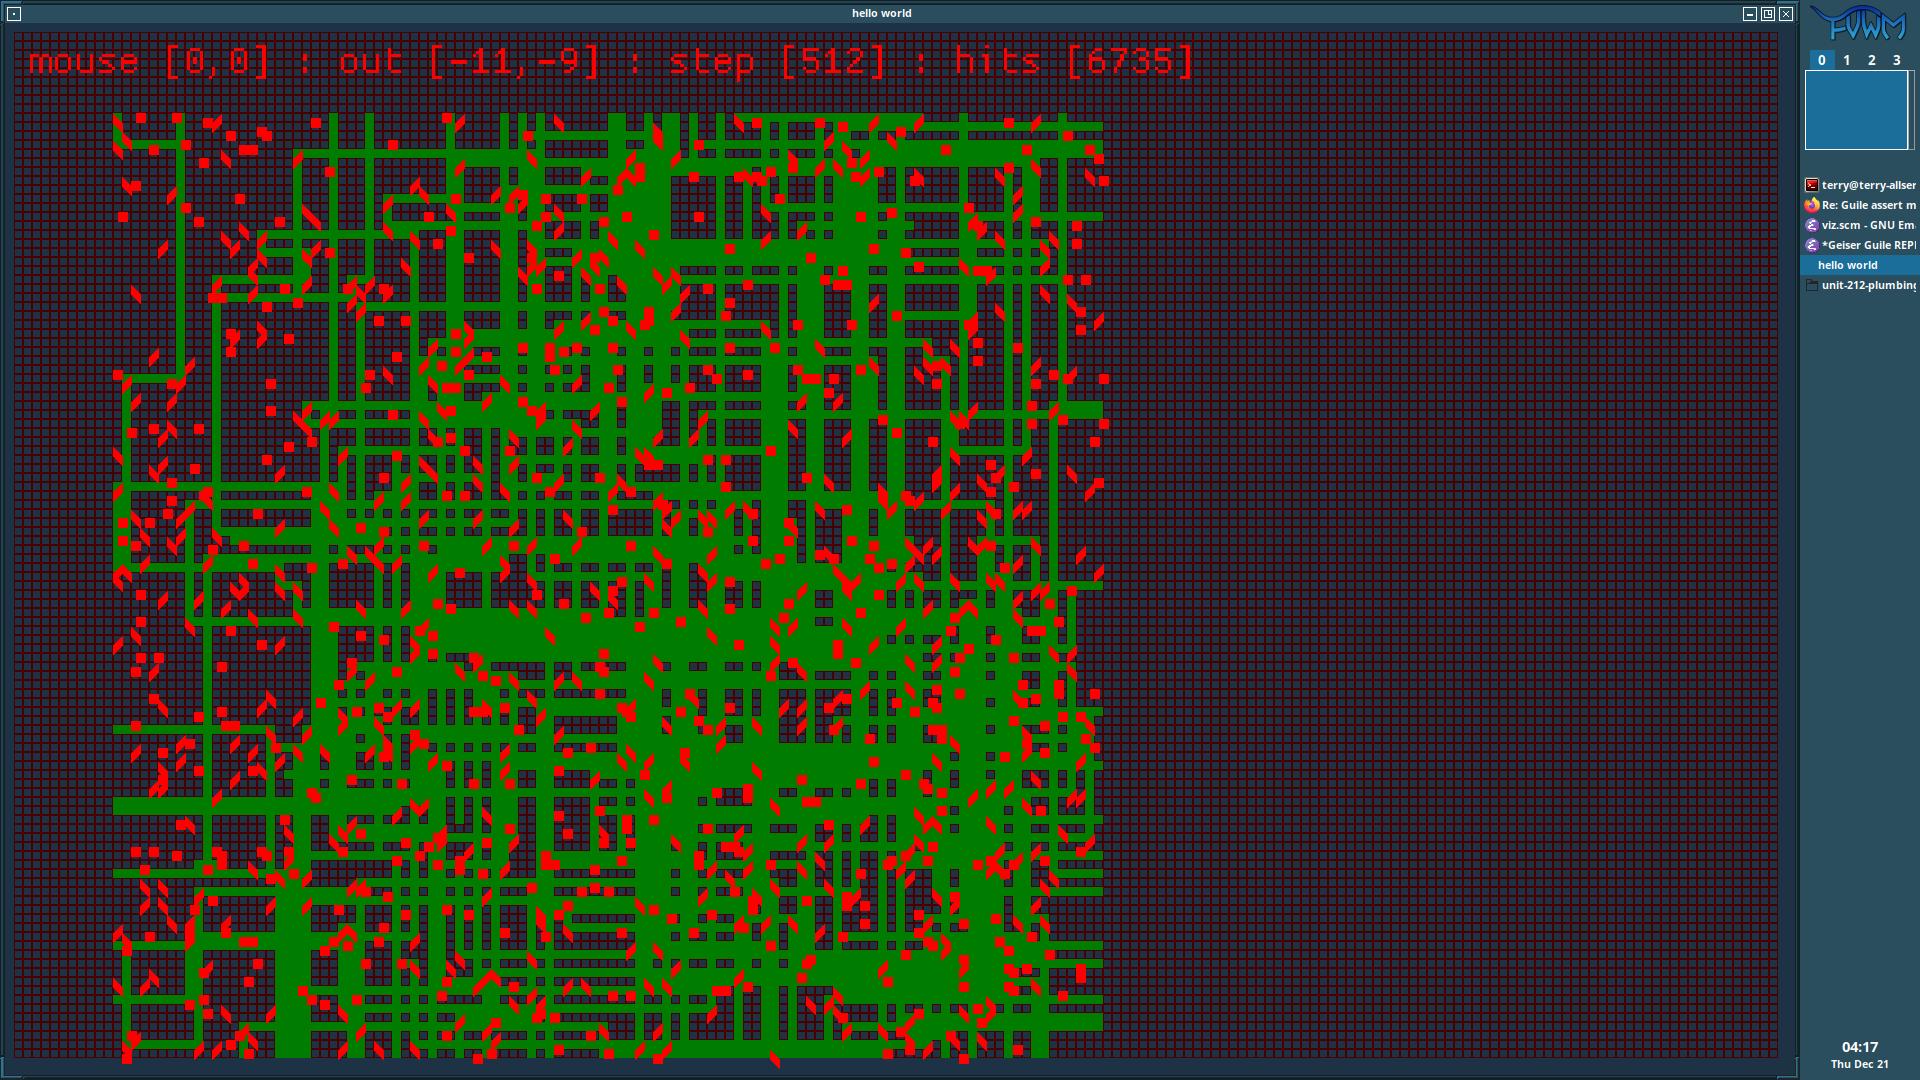 hello world
mouse [0,0] : out [-11,-9] : step [512] : hits [6735]
FVWM
0 1 2 3
terry@terry-allser
Re: Guile assert m
viz.scm - GNU Em
*Geiser Guile REPL
hello world
unit-212-plumbing
04:17
Thu Dec 21